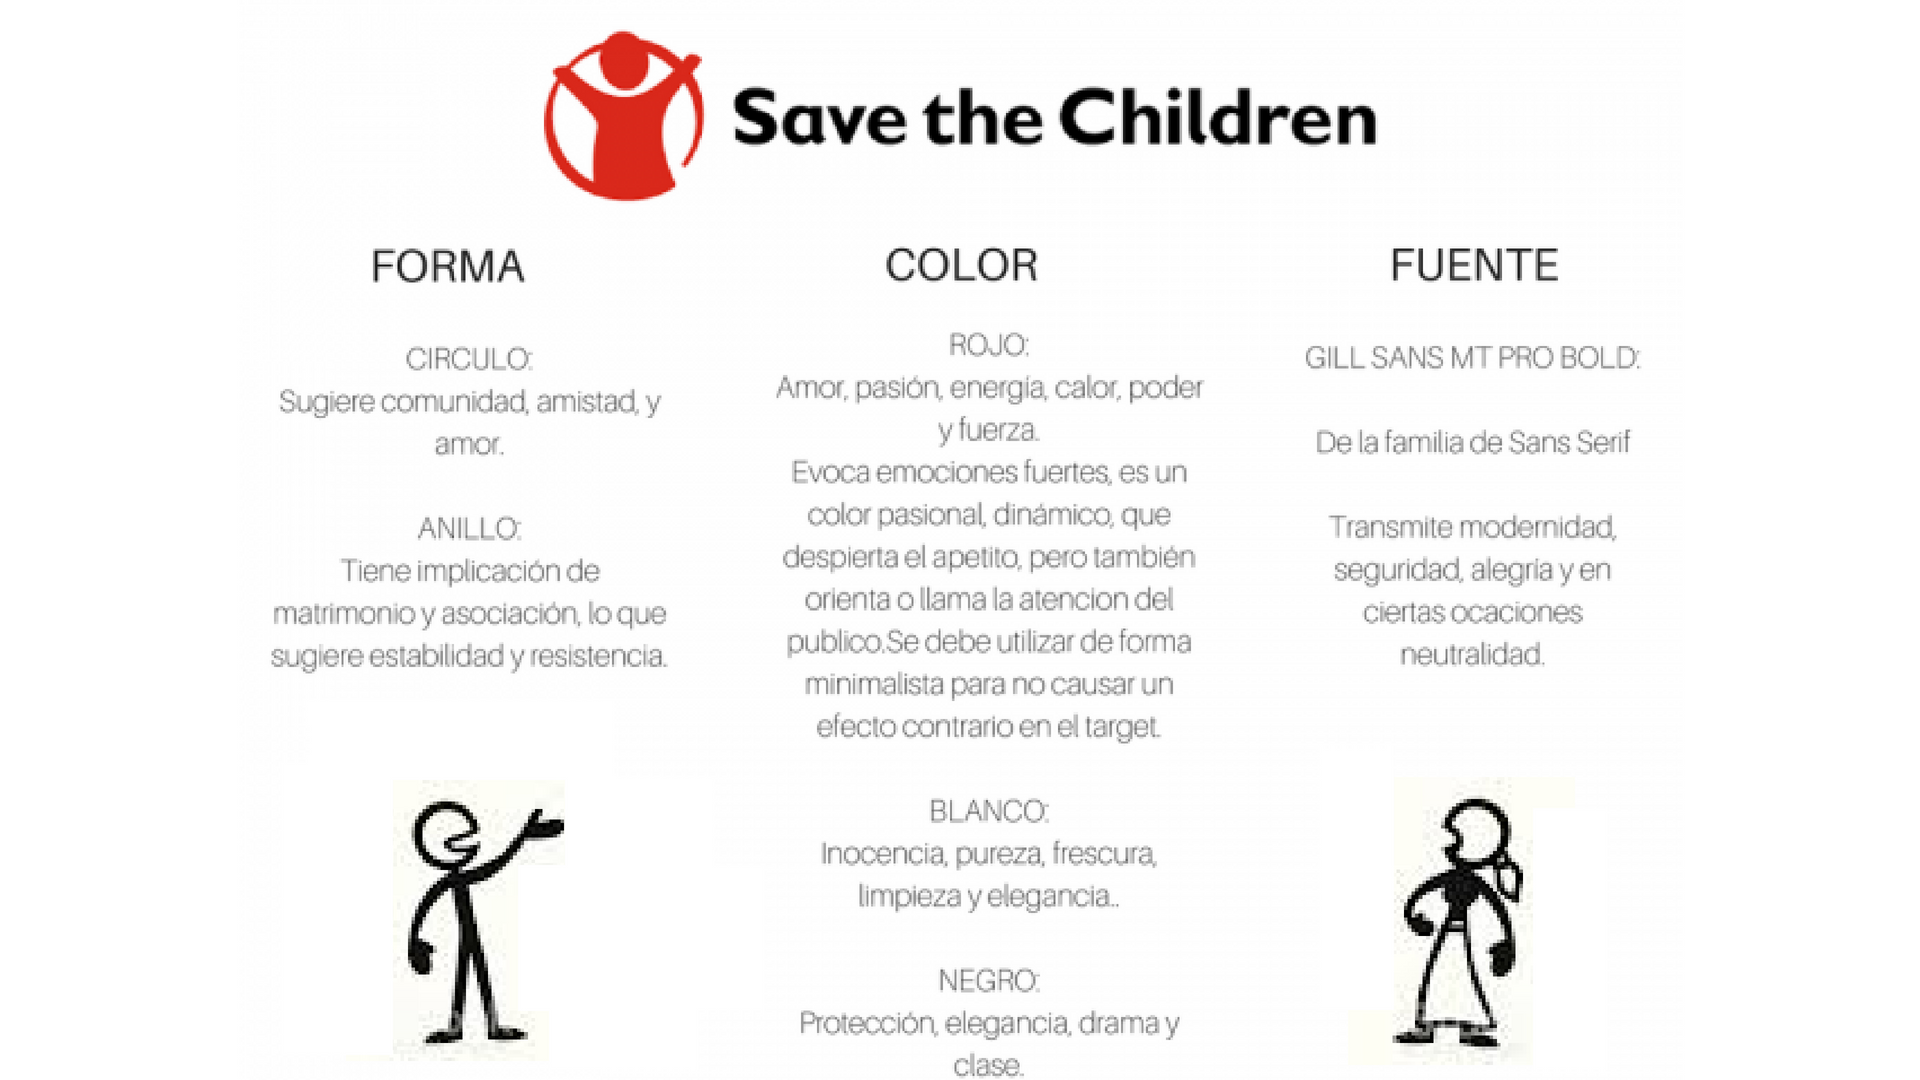 Save the Children
FORMA
CIRCULO:
Sugiere comunidad, amistad, y
amor.
ANILLO:
Tiene implicación de
matrimonio y asociación, lo que
sugiere estabilidad y resistencia.
COLOR
ROJO:
Amor, pasión, energía, calor, poder
y fuerza.
Evoca emociones fuertes, es un
color pasional, dinámico, que
despierta el apetito, pero también
orienta o llama la atencion del
publico.Se debe utilizar de forma
minimalista para no causar un
efecto contrario en el target.
BLANCO:
Inocencia, pureza, frescura,
limpieza y elegancia..
NEGRO:
Protección, elegancia, drama y
clase.
FUENTE
GILL SANS MT PRO BOLD:
De la familia de Sans Serif
Transmite modernidad,
seguridad, alegría y en
ciertas ocaciones
neutralidad.